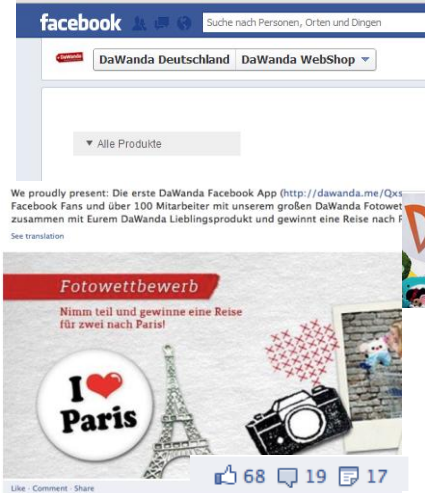 facebook
Suche nach Personen, Orten und Dingen
DaWanda
DaWanda Deutschland
DaWanda WebShop
Alle Produkte
We proudly present: Die erste DaWanda Facebook App (http://dawanda.me/Qxs
Facebook Fans und über 100 Mitarbeiter mit unserem großen DaWanda Fotowet
zusammen mit Eurem DaWanda Lieblingsprodukt und gewinnt eine Reise nach P
See translation
Fotowettbewerb
Nimm teil und gewinne eine Reise
für zwei nach Paris!
I
Paris
68 19 17
Like · Comment · Share